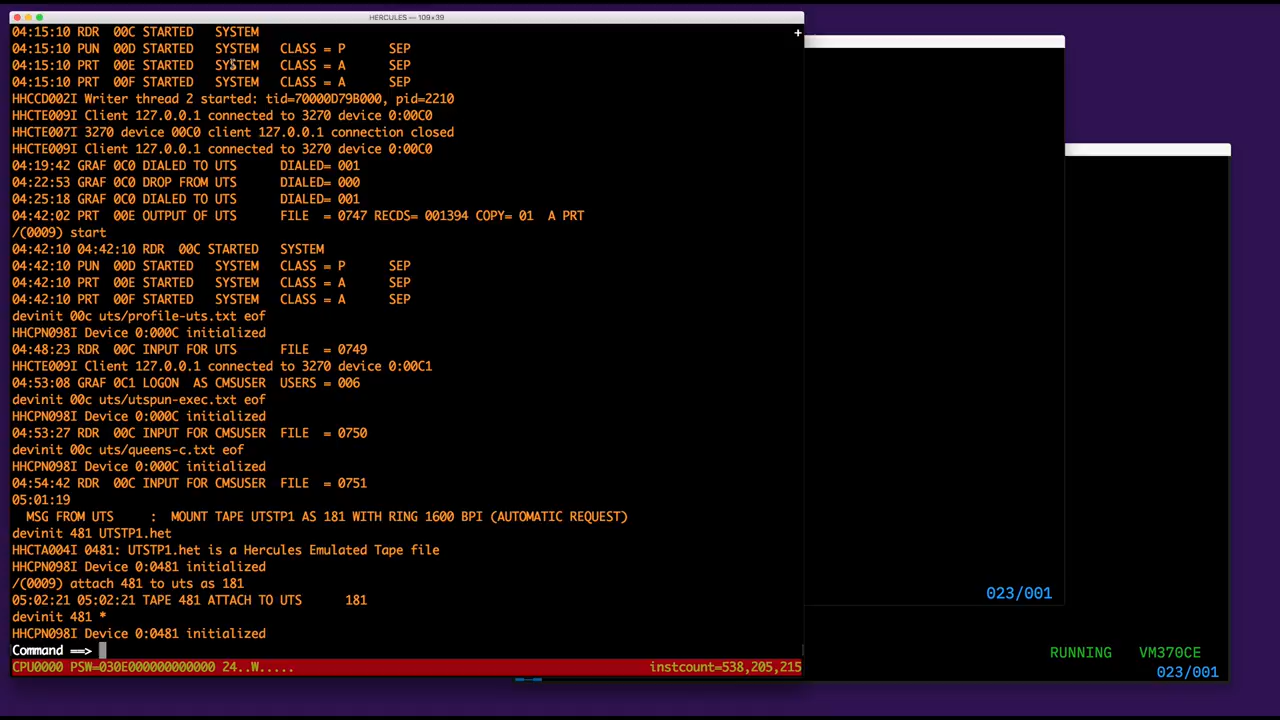 HERCULES — 109×39
04:15:10 RDR  00C STARTED   SYSTEM
04:15:10 PUN  00D STARTED   SYSTEM   CLASS = P      SEP
04:15:10 PRT  00E STARTED   SYSTEM   CLASS = A      SEP
04:15:10 PRT  00F STARTED   SYSTEM   CLASS = A      SEP
HHCCD002I Writer thread 2 started: tid=70000D79B000, pid=2210
HHCTE009I Client 127.0.0.1 connected to 3270 device 0:00C0
HHCTE007I 3270 device 00C0 client 127.0.0.1 connection closed
HHCTE009I Client 127.0.0.1 connected to 3270 device 0:00C0
04:19:42 GRAF 0C0 DIALED TO UTS      DIALED= 001
04:22:53 GRAF 0C0 DROP FROM UTS      DIALED= 000
04:25:18 GRAF 0C0 DIALED TO UTS      DIALED= 001
04:42:02 PRT  00E OUTPUT OF UTS      FILE  = 0747 RECDS= 001394 COPY= 01  A PRT
/(0009) start
04:42:10 04:42:10 RDR  00C STARTED   SYSTEM
04:42:10 PUN  00D STARTED   SYSTEM   CLASS = P      SEP
04:42:10 PRT  00E STARTED   SYSTEM   CLASS = A      SEP
04:42:10 PRT  00F STARTED   SYSTEM   CLASS = A      SEP
devinit 00c uts/profile-uts.txt eof
HHCPN098I Device 0:000C initialized
04:48:23 RDR  00C INPUT FOR UTS      FILE  = 0749
HHCTE009I Client 127.0.0.1 connected to 3270 device 0:00C1
04:53:08 GRAF 0C1 LOGON  AS CMSUSER  USERS = 006
devinit 00c uts/utspun-exec.txt eof
HHCPN098I Device 0:000C initialized
04:53:27 RDR  00C INPUT FOR CMSUSER  FILE  = 0750
devinit 00c uts/queens-c.txt eof
HHCPN098I Device 0:000C initialized
04:54:42 RDR  00C INPUT FOR CMSUSER  FILE  = 0751
05:01:19
  MSG FROM UTS     :  MOUNT TAPE UTSTP1 AS 181 WITH RING 1600 BPI (AUTOMATIC REQUEST)
devinit 481 UTSTP1.het
HHCTA004I 0481: UTSTP1.het is a Hercules Emulated Tape file
HHCPN098I Device 0:0481 initialized
/(0009) attach 481 to uts as 181
05:02:21 05:02:21 TAPE 481 ATTACH TO UTS      181
devinit 481 *
HHCPN098I Device 0:0481 initialized
Command ==>
CPU0000 PSW=030E000000000000 24..W..... instcount=538,205,215
023/001
RUNNING   VM370CE
023/001